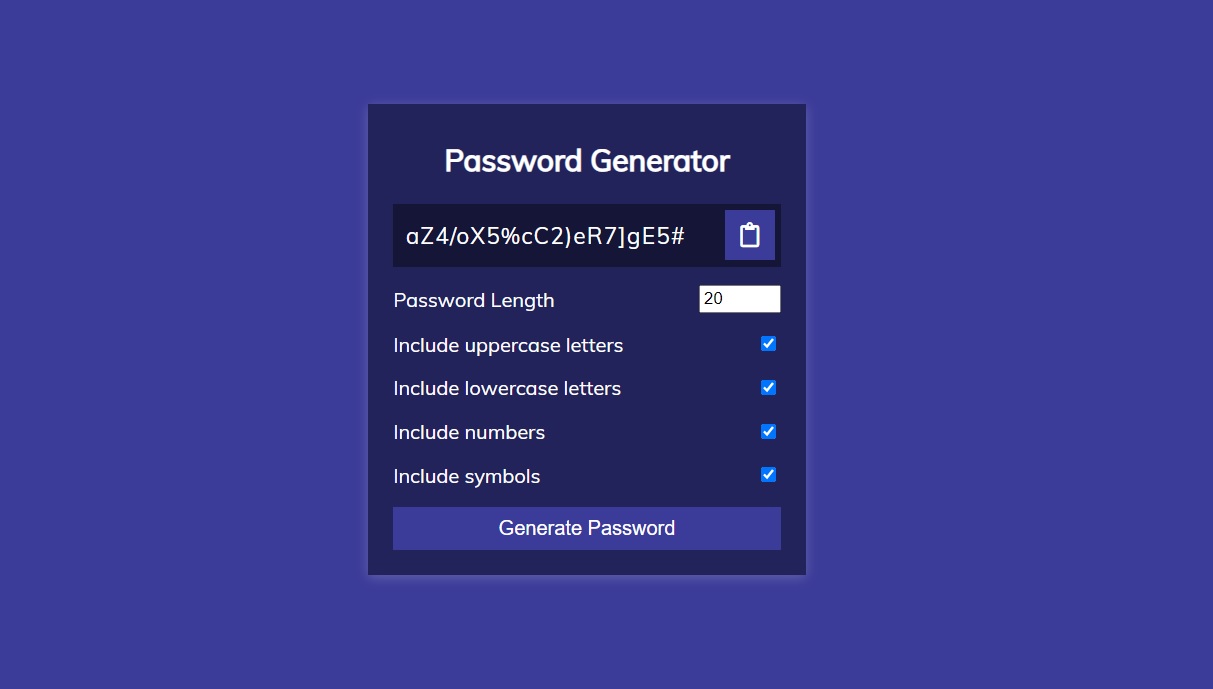 Password Generator
aZ4/oX5%cC2)eR7]gE5#
Password Length
20
Include uppercase letters
Include lowercase letters
Include numbers
Include symbols
Generate Password